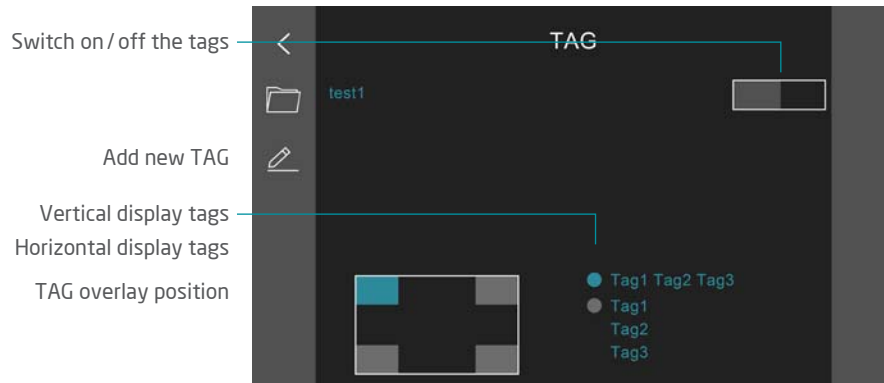 Switch on / off the tags
TAG
test1
Add new TAG
Vertical display tags
Horizontal display tags
TAG overlay position
Tag1 Tag2 Tag3
Tag1
Tag2
Tag3